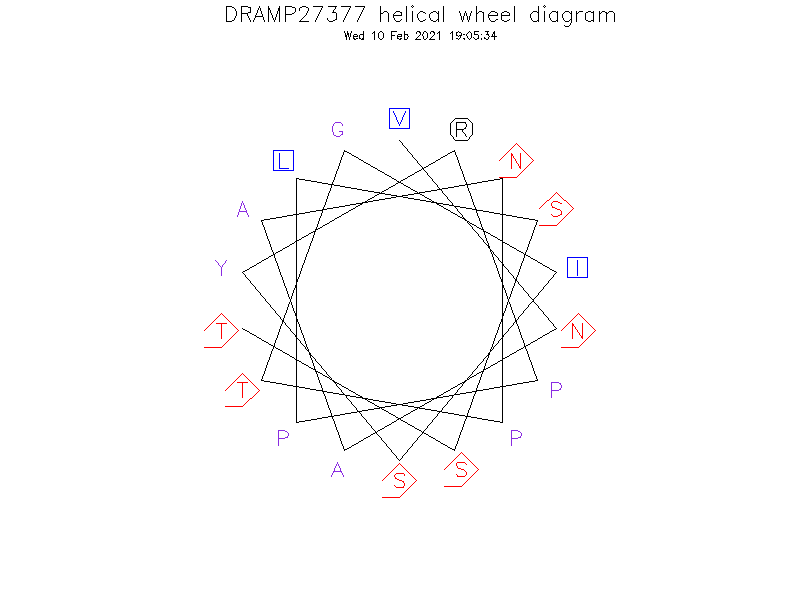 DRAMP27377 helical wheel diagram
Wed 10 Feb 2021 19:05:34
V
G R
L N
A S
Y I
T N
T P
P P
A S
S